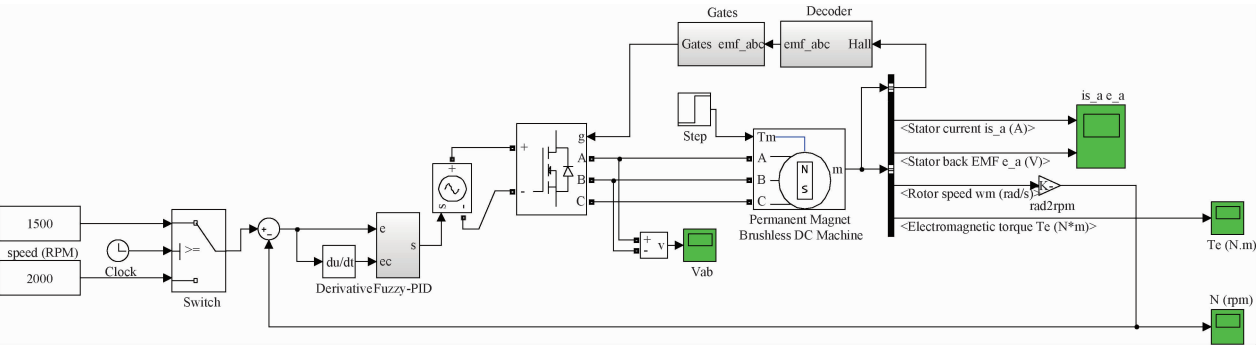 Gates
Decoder
Gates emf_abc
emf_abc Hall
is_a e_a
Step
g
+
A
B
-
C
Tm
A
B
C
m
N
S
<Stator current is_a (A)>
<Stator back EMF e_a (V)>
<Rotor speed wm (rad/s)>
K-
rad2rpm
<Electromagnetic torque Te (N*m)>
Permanent Magnet
Brushless DC Machine
+
s
-
1500
speed (RPM)
2000
Clock
>=
Switch
+
-
e
ec
s
du/dt
Derivative
Fuzzy-PID
+
-
v
Vab
Te (N.m)
N (rpm)